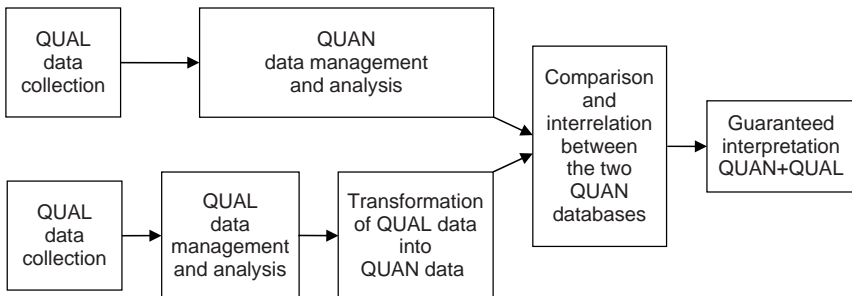 QUAL
data
collection
QUAN
data management
and analysis
Comparison
and
interrelation
between
the two
QUAN
databases
Guaranteed
interpretation
QUAN+QUAL
QUAL
data
collection
QUAL
data
management
and analysis
Transformation
of QUAL data
into
QUAN data